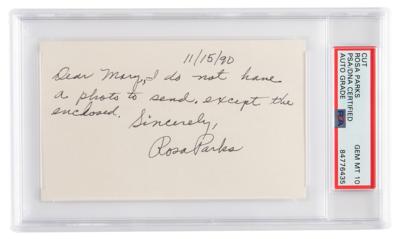 11/15/90
Dear Mary, I do not have
a photo to send, except the
enclosed. Sincerely,
Rosa Parks
CUT
ROSA PARKS
PSA/DNA CERTIFIED
AUTO GRADE
GEM MT 10
84776435
PSA